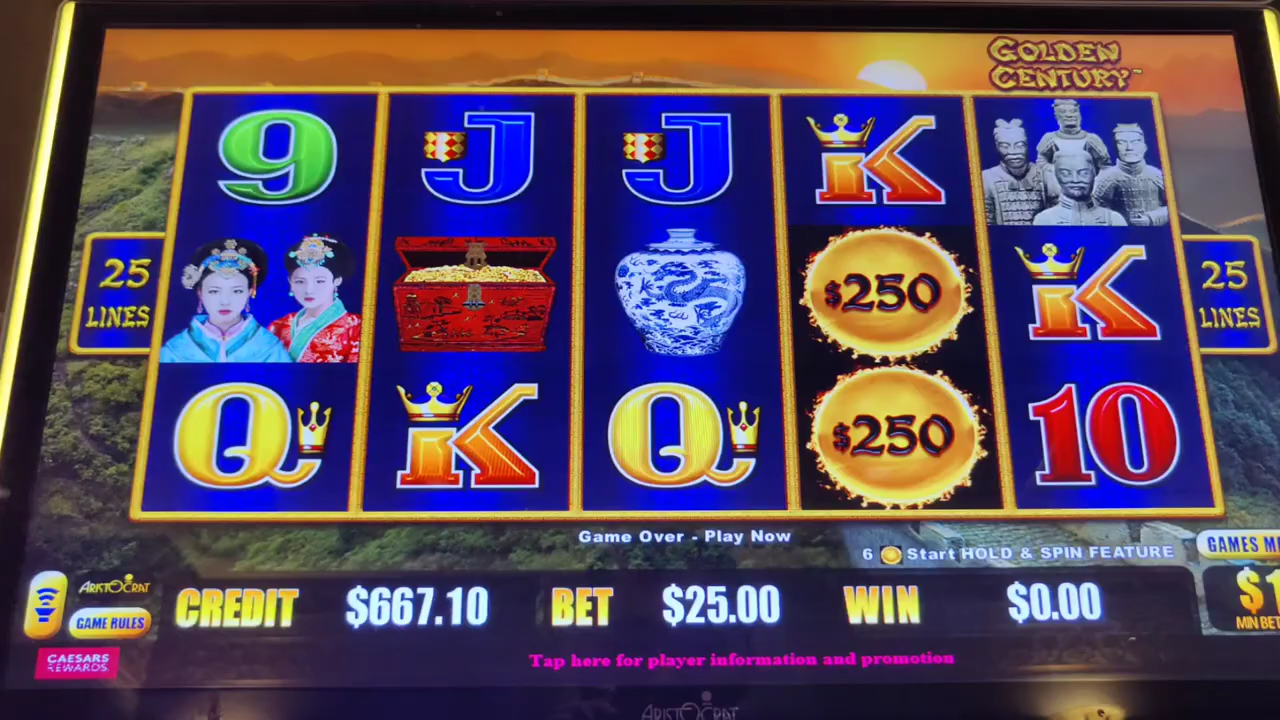 GOLDEN
CENTURY™
9 J J K
25
LINES
$250
K
25
LINES
Q K Q $250 10
Game Over - Play Now
6 Start HOLD & SPIN FEATURE
GAMES
ARISTOCRAT
GAME RULES
CREDIT $667.10 BET $25.00 WIN $0.00
MIN BET
CAESARS
REWARDS
Tap here for player information and promotion
ARISTOCRAT